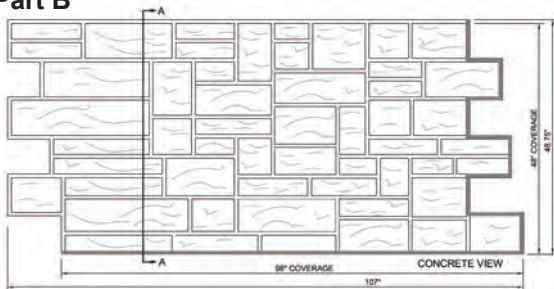 Part B
A
48" COVERAGE
48.75"
A
98" COVERAGE
CONCRETE VIEW
107"